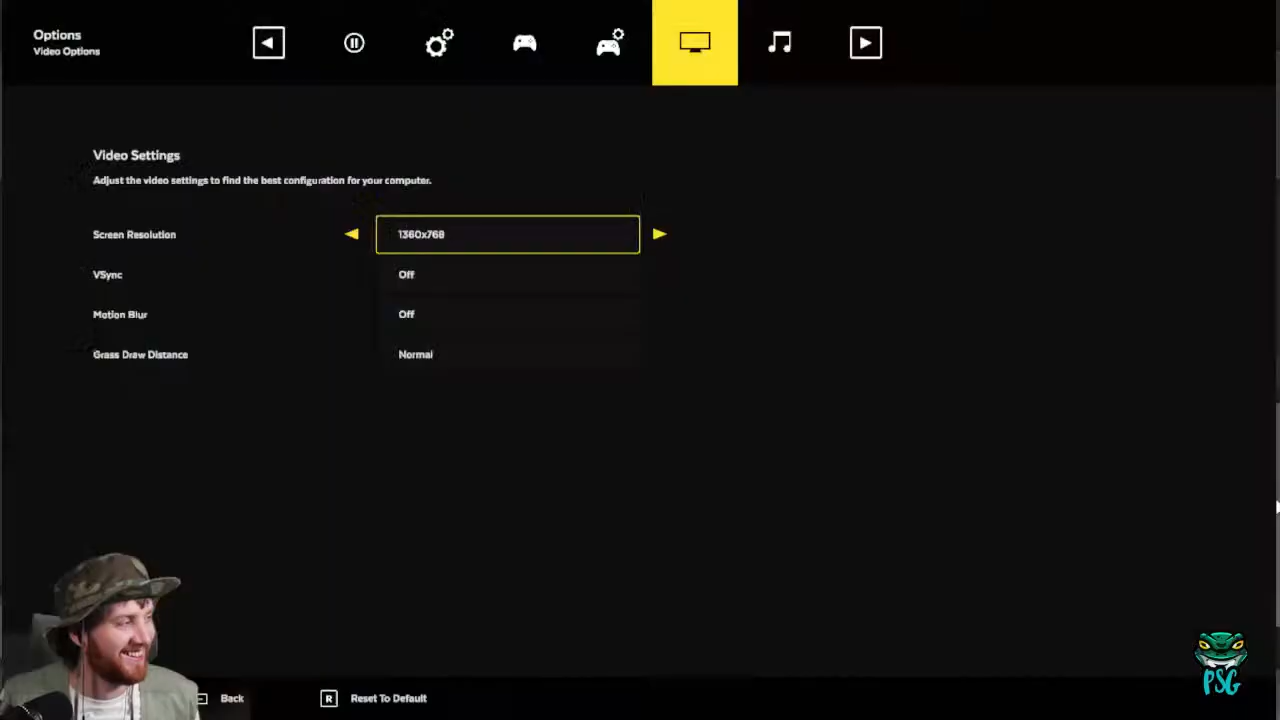 Options
Video Options
Video Settings
Adjust the video settings to find the best configuration for your computer.
Screen Resolution 1360x768
VSync Off
Motion Blur Off
Grass Draw Distance Normal
Back R Reset To Default
PSG